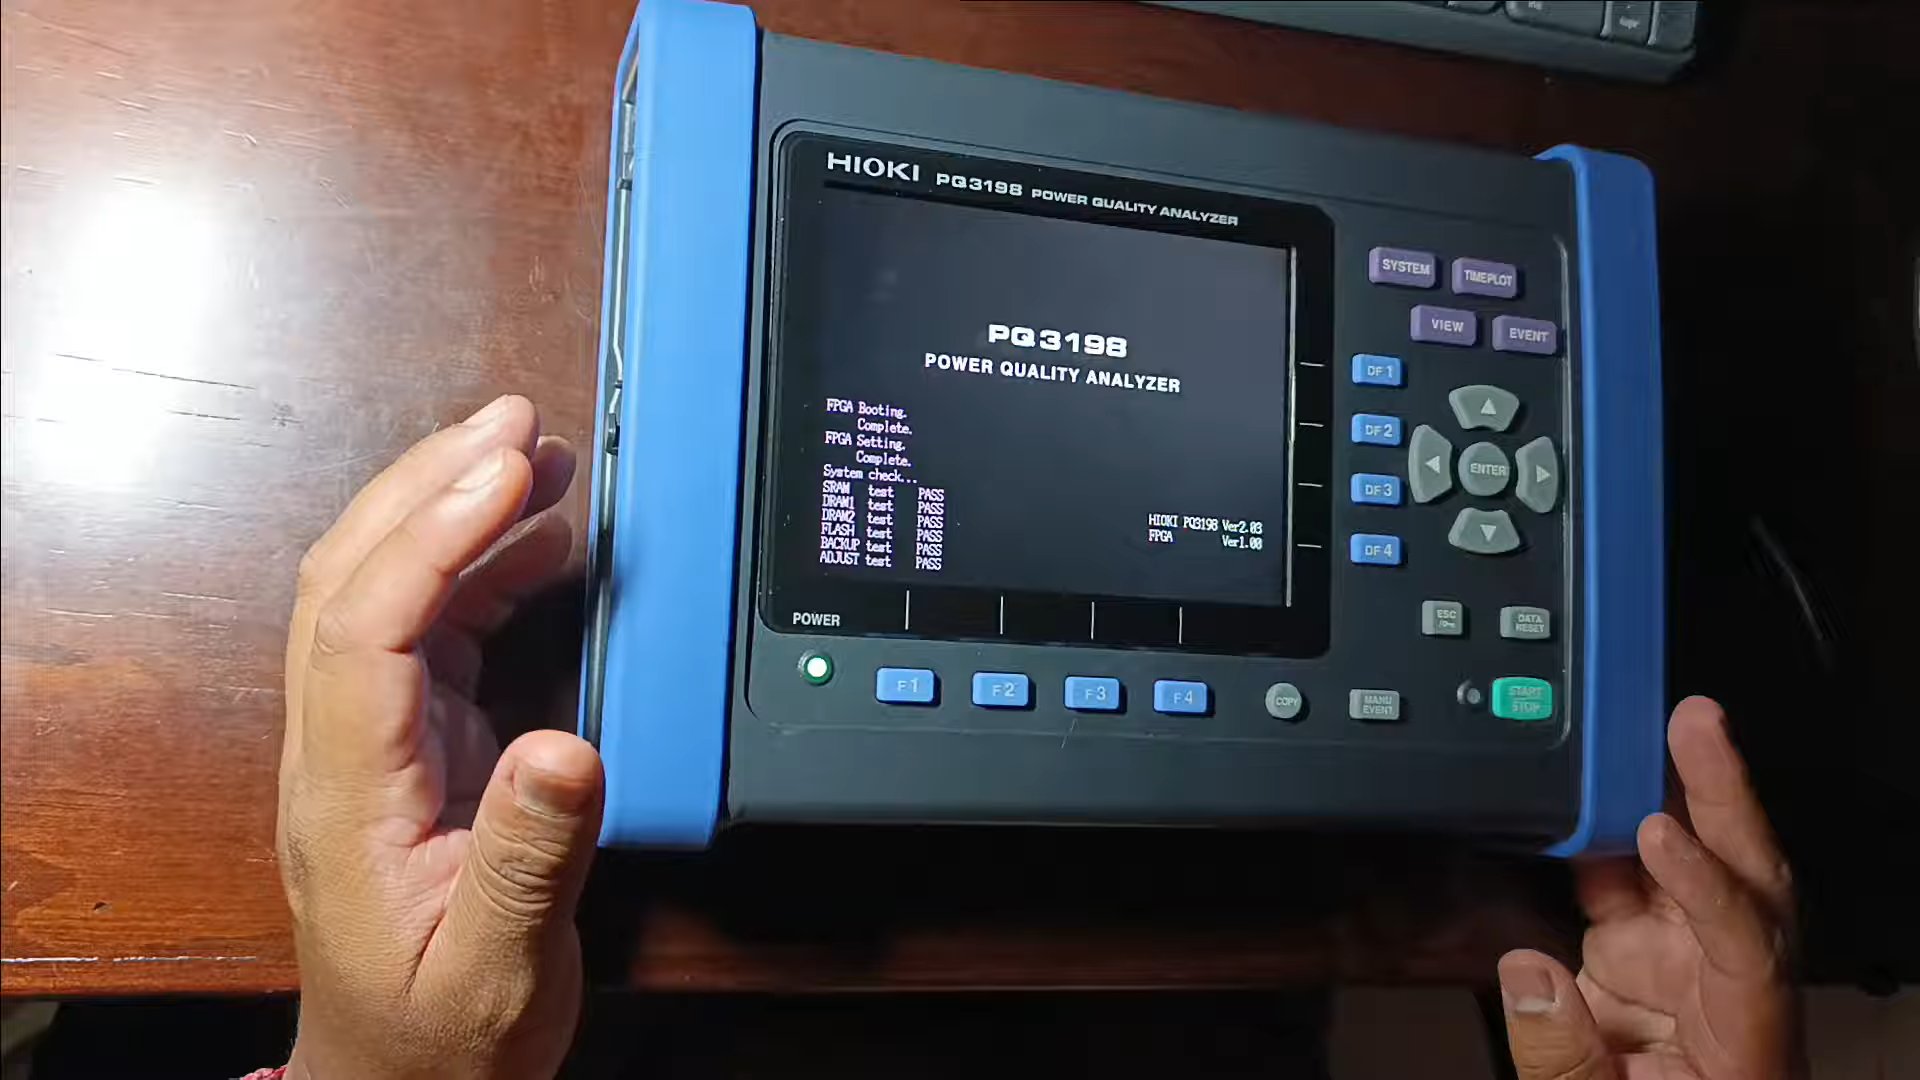 HIOKI PQ3198 POWER QUALITY ANALYZER
PQ3198
POWER QUALITY ANALYZER
FPGA Booting.
Complete.
FPGA Setting.
Complete.
System check...
SRAM test PASS
DRAM1 test PASS
DRAM2 test PASS
FLASH test PASS
BACKUP test PASS
ADJUST test PASS
HIOKI PQ3198 Ver2.03
FPGA Ver1.00
SYSTEM
TIMEPLOT
VIEW
EVENT
DF 1
DF 2
DF 3
DF 4
ENTER
ESC
DATA
RESET
POWER
F 1
F 2
F 3
F 4
COPY
MANU
EVENT
START
STOP